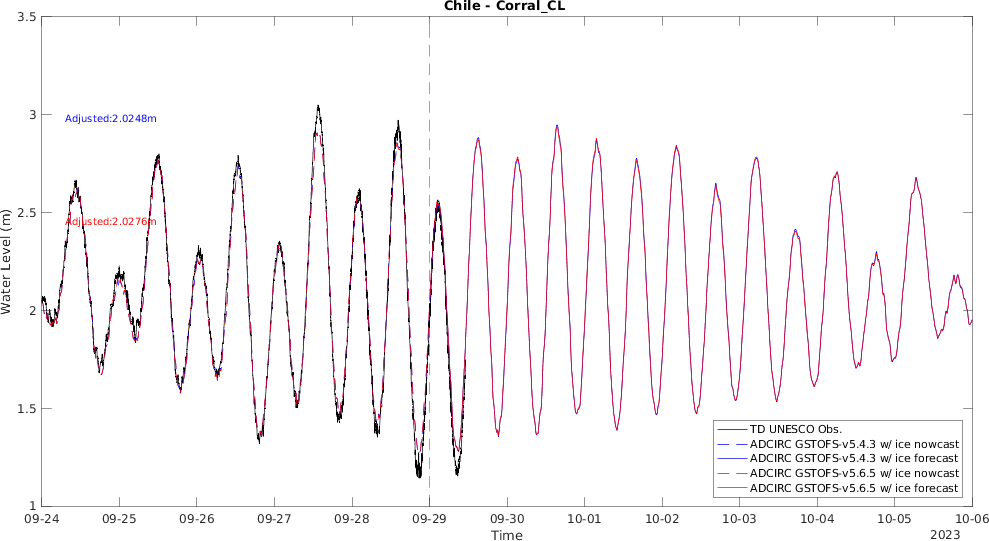 Chile - Corral_CL
3.5
3
2.5
2
1.5
1
Water Level (m)
Adjusted:2.0248m
Adjusted:2.0276m
TD UNESCO Obs.
ADCIRC GSTOFS-v5.4.3 w/ ice nowcast
ADCIRC GSTOFS-v5.4.3 w/ ice forecast
ADCIRC GSTOFS-v5.6.5 w/ ice nowcast
ADCIRC GSTOFS-v5.6.5 w/ ice forecast
09-24 09-25 09-26 09-27 09-28 09-29 09-30 10-01 10-02 10-03 10-04 10-05 10-06
Time
2023